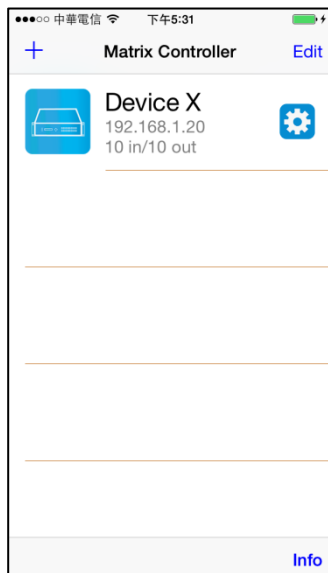 中華電信 下午5:31
+ Matrix Controller Edit
Device X
192.168.1.20
10 in/10 out
Info